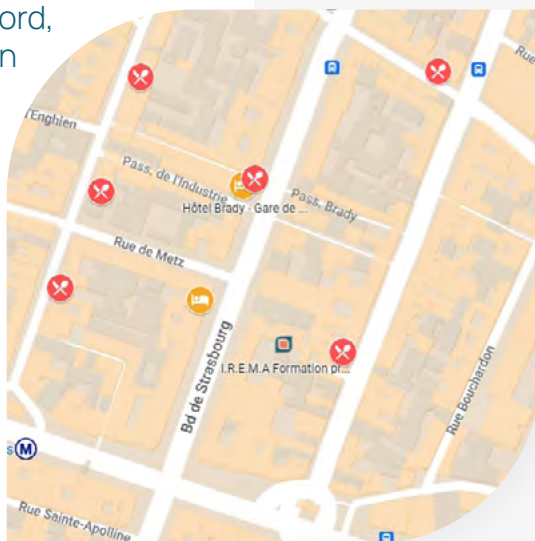 ord,
n
Rue
l'Enghien
Pass. de l'Industrie
Pass. Brady
Hôtel Brady - Gare de ...
Rue de Metz
Bd de Strasbourg
I.R.E.M.A Formation pr...
Rue Bouchardon
s M
Rue Sainte-Apolline